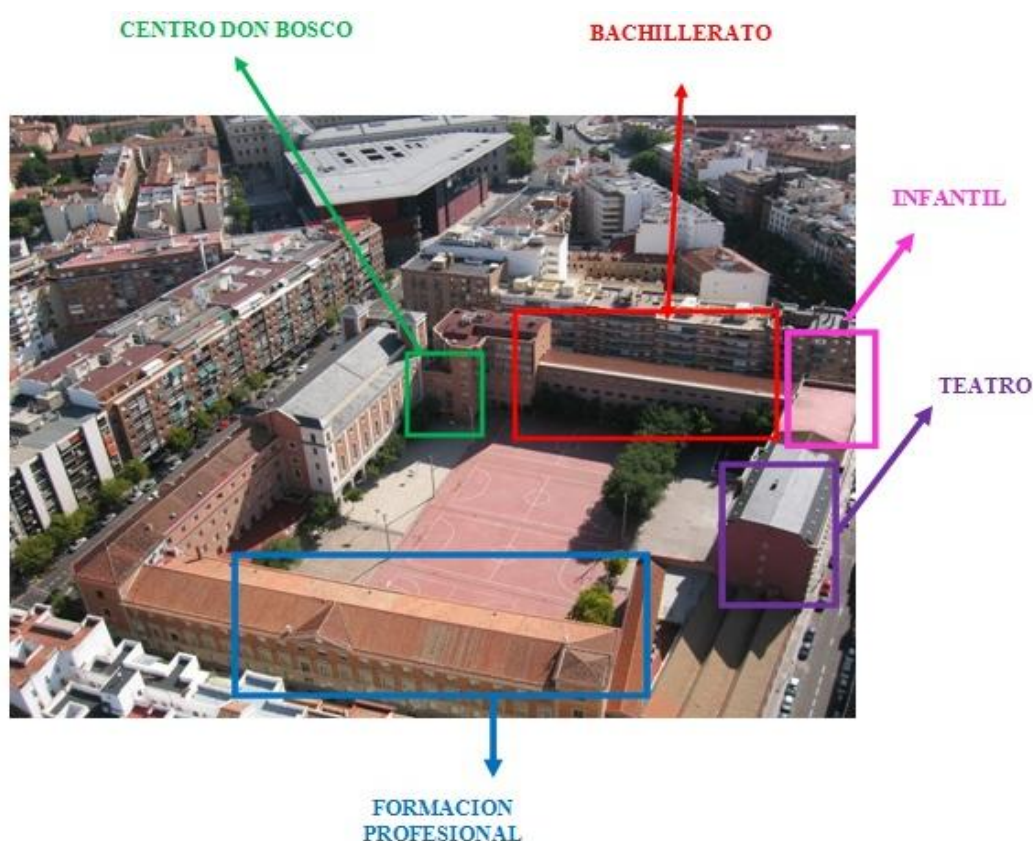 CENTRO DON BOSCO
BACHILLERATO
INFANTIL
TEATRO
FORMACION
PROFESIONAL